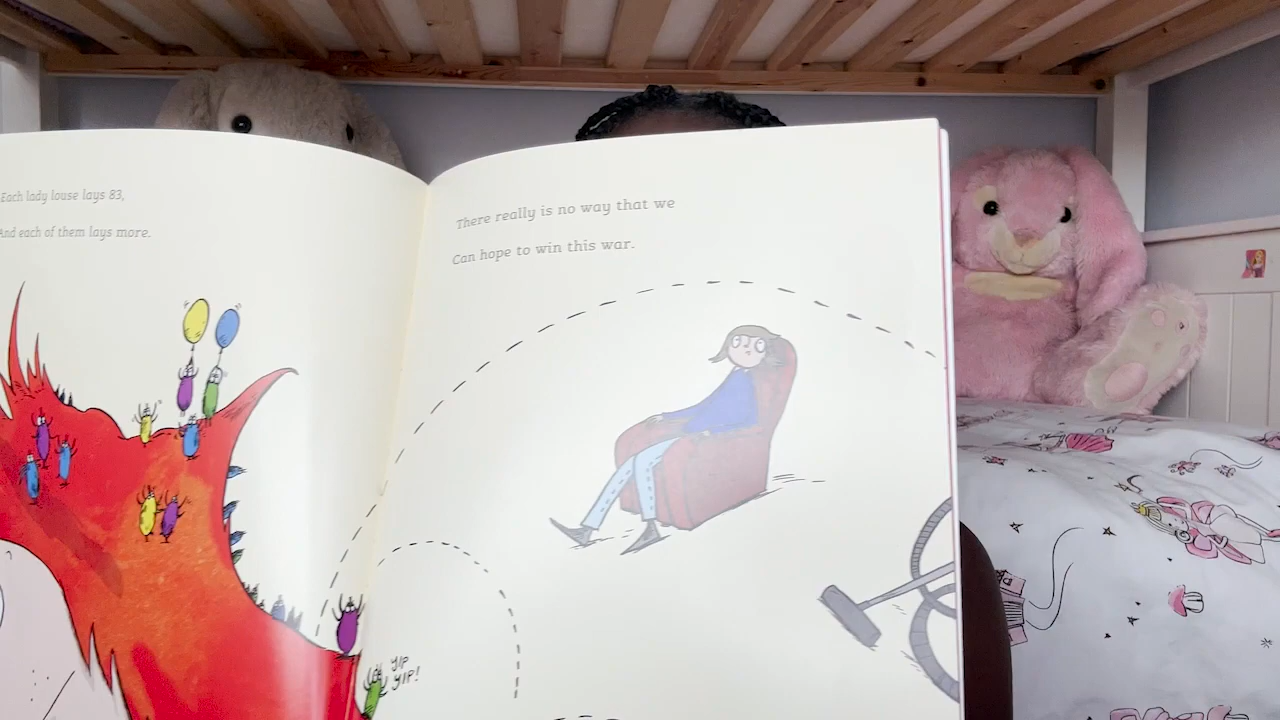 Each lady louse lays 83,
And each of them lays more.
There really is no way that we
Can hope to win this war.
YIP
YIP!